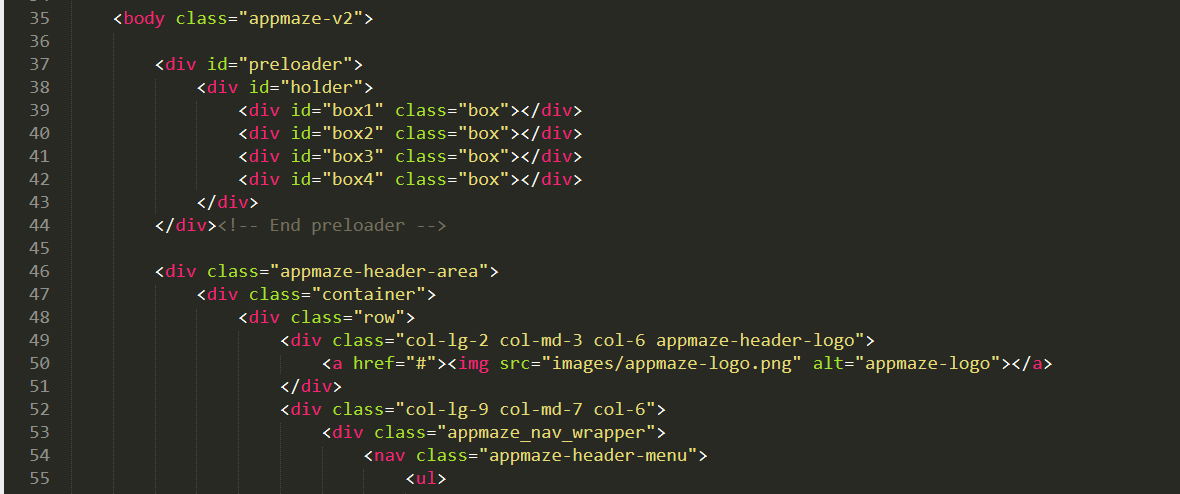 35 <body class="appmaze-v2">
36
37 <div id="preloader">
38 <div id="holder">
39 <div id="box1" class="box"></div>
40 <div id="box2" class="box"></div>
41 <div id="box3" class="box"></div>
42 <div id="box4" class="box"></div>
43 </div>
44 </div><!-- End preloader -->
45
46 <div class="appmaze-header-area">
47 <div class="container">
48 <div class="row">
49 <div class="col-lg-2 col-md-3 col-6 appmaze-header-logo">
50 <a href="#"><img src="images/appmaze-logo.png" alt="appmaze-logo"></a>
51 </div>
52 <div class="col-lg-9 col-md-7 col-6">
53 <div class="appmaze_nav_wrapper">
54 <nav class="appmaze-header-menu">
55 <ul>